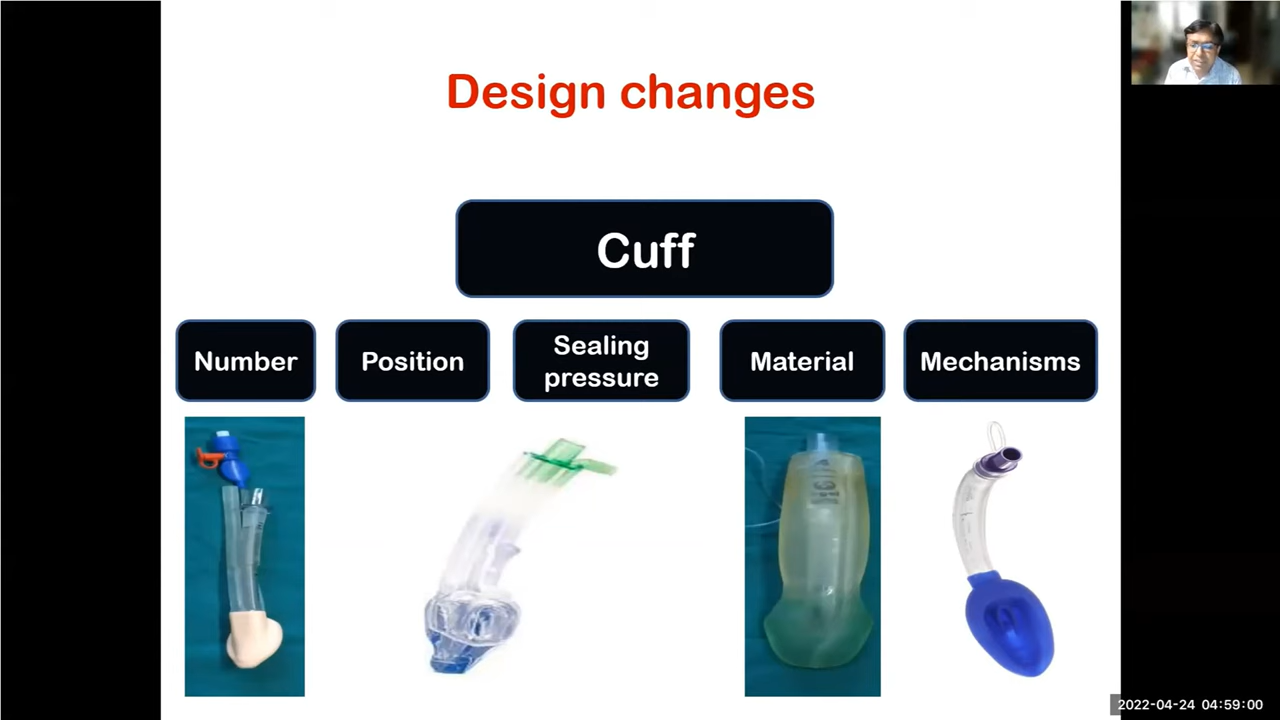 Design changes
Cuff
Number
Position
Sealing
pressure
Material
Mechanisms
2022-04-24 04:59:00